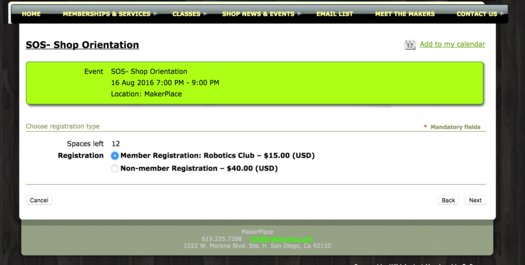 HOME MEMBERSHIPS & SERVICES CLASSES SHOP NEWS & EVENTS EMAIL LIST MEET THE MAKERS CONTACT US
SOS- Shop Orientation
Add to my calendar
Event SOS- Shop Orientation
16 Aug 2016 7:00 PM - 9:00 PM
Location: MakerPlace
Choose registration type
* Mandatory fields
Spaces left 12
Registration Member Registration: Robotics Club – $15.00 (USD)
Non-member Registration – $40.00 (USD)
Cancel Back Next
MakerPlace
619.225.7288
1022 W. Morena Blvd. Ste. H San Diego, Ca 92110